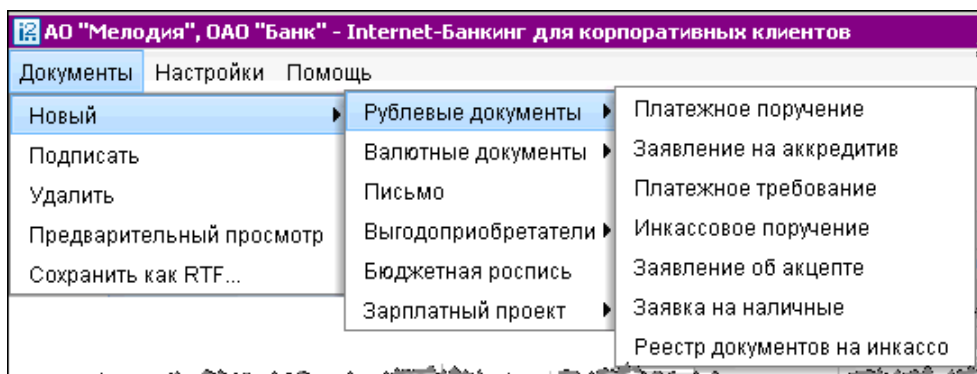 АО "Мелодия", ОАО "Банк" - Internet-Банкинг для корпоративных клиентов
Документы Настройки Помощь
Новый
Подписать
Удалить
Предварительный просмотр
Сохранить как RTF...
Рублевые документы
Валютные документы
Письмо
Выгодоприобретатели
Бюджетная роспись
Зарплатный проект
Платежное поручение
Заявление на аккредитив
Платежное требование
Инкассовое поручение
Заявление об акцепте
Заявка на наличные
Реестр документов на инкассо